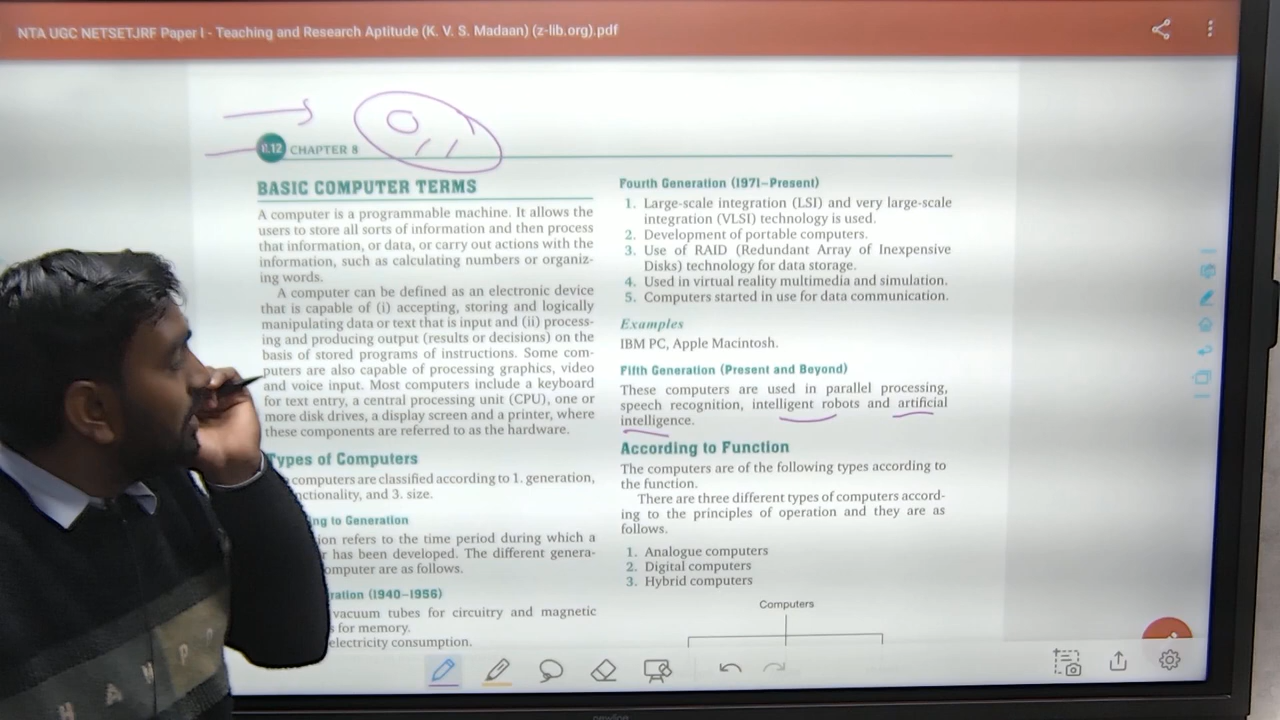 NTA UGC NETSETJRF Paper I - Teaching and Research Aptitude (K. V. S. Madaan) (z-lib.org).pdf
8.12 CHAPTER 8
BASIC COMPUTER TERMS
A computer is a programmable machine. It allows the
users to store all sorts of information and then process
that information, or data, or carry out actions with the
information, such as calculating numbers or organiz-
ing words.
A computer can be defined as an electronic device
that is capable of (i) accepting, storing and logically
manipulating data or text that is input and (ii) process-
ing and producing output (results or decisions) on the
basis of stored programs of instructions. Some com-
puters are also capable of processing graphics, video
and voice input. Most computers include a keyboard
for text entry, a central processing unit (CPU), one or
more disk drives, a display screen and a printer, where
these components are referred to as the hardware.
Types of Computers
computers are classified according to 1. generation,
nctionality, and 3. size.
ng to Generation
ion refers to the time period during which a
r has been developed. The different genera-
omputer are as follows.
ration (1940–1956)
vacuum tubes for circuitry and magnetic
s for memory.
electricity consumption.
Fourth Generation (1971–Present)
1. Large-scale integration (LSI) and very large-scale
integration (VLSI) technology is used.
2. Development of portable computers.
3. Use of RAID (Redundant Array of Inexpensive
Disks) technology for data storage.
4. Used in virtual reality multimedia and simulation.
5. Computers started in use for data communication.
Examples
IBM PC, Apple Macintosh.
Fifth Generation (Present and Beyond)
These computers are used in parallel processing,
speech recognition, intelligent robots and artificial
intelligence.
According to Function
The computers are of the following types according to
the function.
There are three different types of computers accord-
ing to the principles of operation and they are as
follows.
1. Analogue computers
2. Digital computers
3. Hybrid computers
Computers